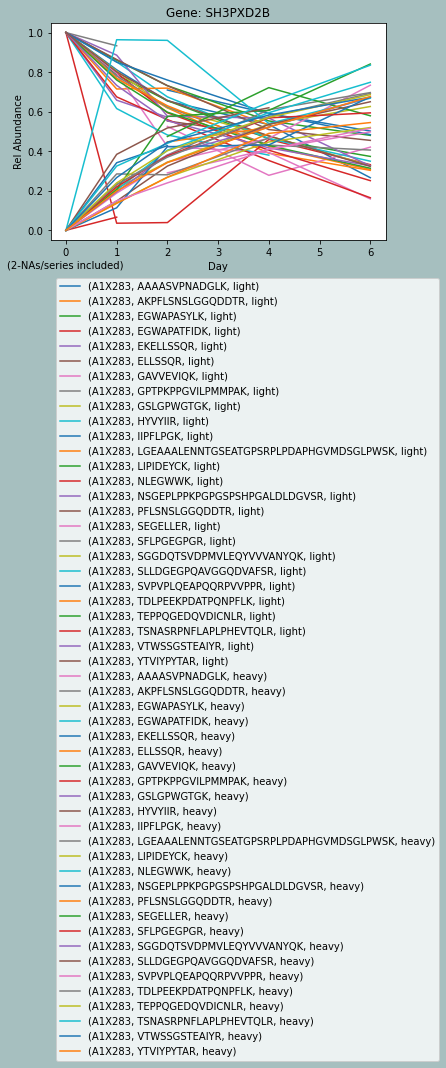 Gene: SH3PXD2B
1.0
0.8
0.6
0.4
0.2
0.0
Rel Abundance
0 1 2 3 4 5 6
(2-NAs/series included)
Day
(A1X283, AAAASVPNADGLK, light)
(A1X283, AKPFLSNSLGGQDDTR, light)
(A1X283, EGWAPASYLK, light)
(A1X283, EGWAPATFIDK, light)
(A1X283, EKELLSSQR, light)
(A1X283, ELLSSQR, light)
(A1X283, GAVVEVIQK, light)
(A1X283, GPTPKPPGVILPMMPAK, light)
(A1X283, GSLGPWGTGK, light)
(A1X283, HYVYIIR, light)
(A1X283, IIPFLPGK, light)
(A1X283, LGEAAALENNTGSEATGPSRPLPDAPHGVMDSGLPWSK, light)
(A1X283, LIPIDEYCK, light)
(A1X283, NLEGWWK, light)
(A1X283, NSGEPLPPKPGPGSPSHPGALDLDGVSR, light)
(A1X283, PFLSNSLGGQDDTR, light)
(A1X283, SEGELLER, light)
(A1X283, SFLPGEGPGR, light)
(A1X283, SGGDQTSVDPMVLEQYVVVANYQK, light)
(A1X283, SLLDGEGPQAVGGQDVAFSR, light)
(A1X283, SVPVPLQEAPQQRPVVPPR, light)
(A1X283, TDLPEEKPDATPQNPFLK, light)
(A1X283, TEPPQGEDQVDICNLR, light)
(A1X283, TSNASRPNFLAPLPHEVTQLR, light)
(A1X283, VTWSSGSTEAIYR, light)
(A1X283, YTVIYPYTAR, light)
(A1X283, AAAASVPNADGLK, heavy)
(A1X283, AKPFLSNSLGGQDDTR, heavy)
(A1X283, EGWAPASYLK, heavy)
(A1X283, EGWAPATFIDK, heavy)
(A1X283, EKELLSSQR, heavy)
(A1X283, ELLSSQR, heavy)
(A1X283, GAVVEVIQK, heavy)
(A1X283, GPTPKPPGVILPMMPAK, heavy)
(A1X283, GSLGPWGTGK, heavy)
(A1X283, HYVYIIR, heavy)
(A1X283, IIPFLPGK, heavy)
(A1X283, LGEAAALENNTGSEATGPSRPLPDAPHGVMDSGLPWSK, heavy)
(A1X283, LIPIDEYCK, heavy)
(A1X283, NLEGWWK, heavy)
(A1X283, NSGEPLPPKPGPGSPSHPGALDLDGVSR, heavy)
(A1X283, PFLSNSLGGQDDTR, heavy)
(A1X283, SEGELLER, heavy)
(A1X283, SFLPGEGPGR, heavy)
(A1X283, SGGDQTSVDPMVLEQYVVVANYQK, heavy)
(A1X283, SLLDGEGPQAVGGQDVAFSR, heavy)
(A1X283, SVPVPLQEAPQQRPVVPPR, heavy)
(A1X283, TDLPEEKPDATPQNPFLK, heavy)
(A1X283, TEPPQGEDQVDICNLR, heavy)
(A1X283, TSNASRPNFLAPLPHEVTQLR, heavy)
(A1X283, VTWSSGSTEAIYR, heavy)
(A1X283, YTVIYPYTAR, heavy)